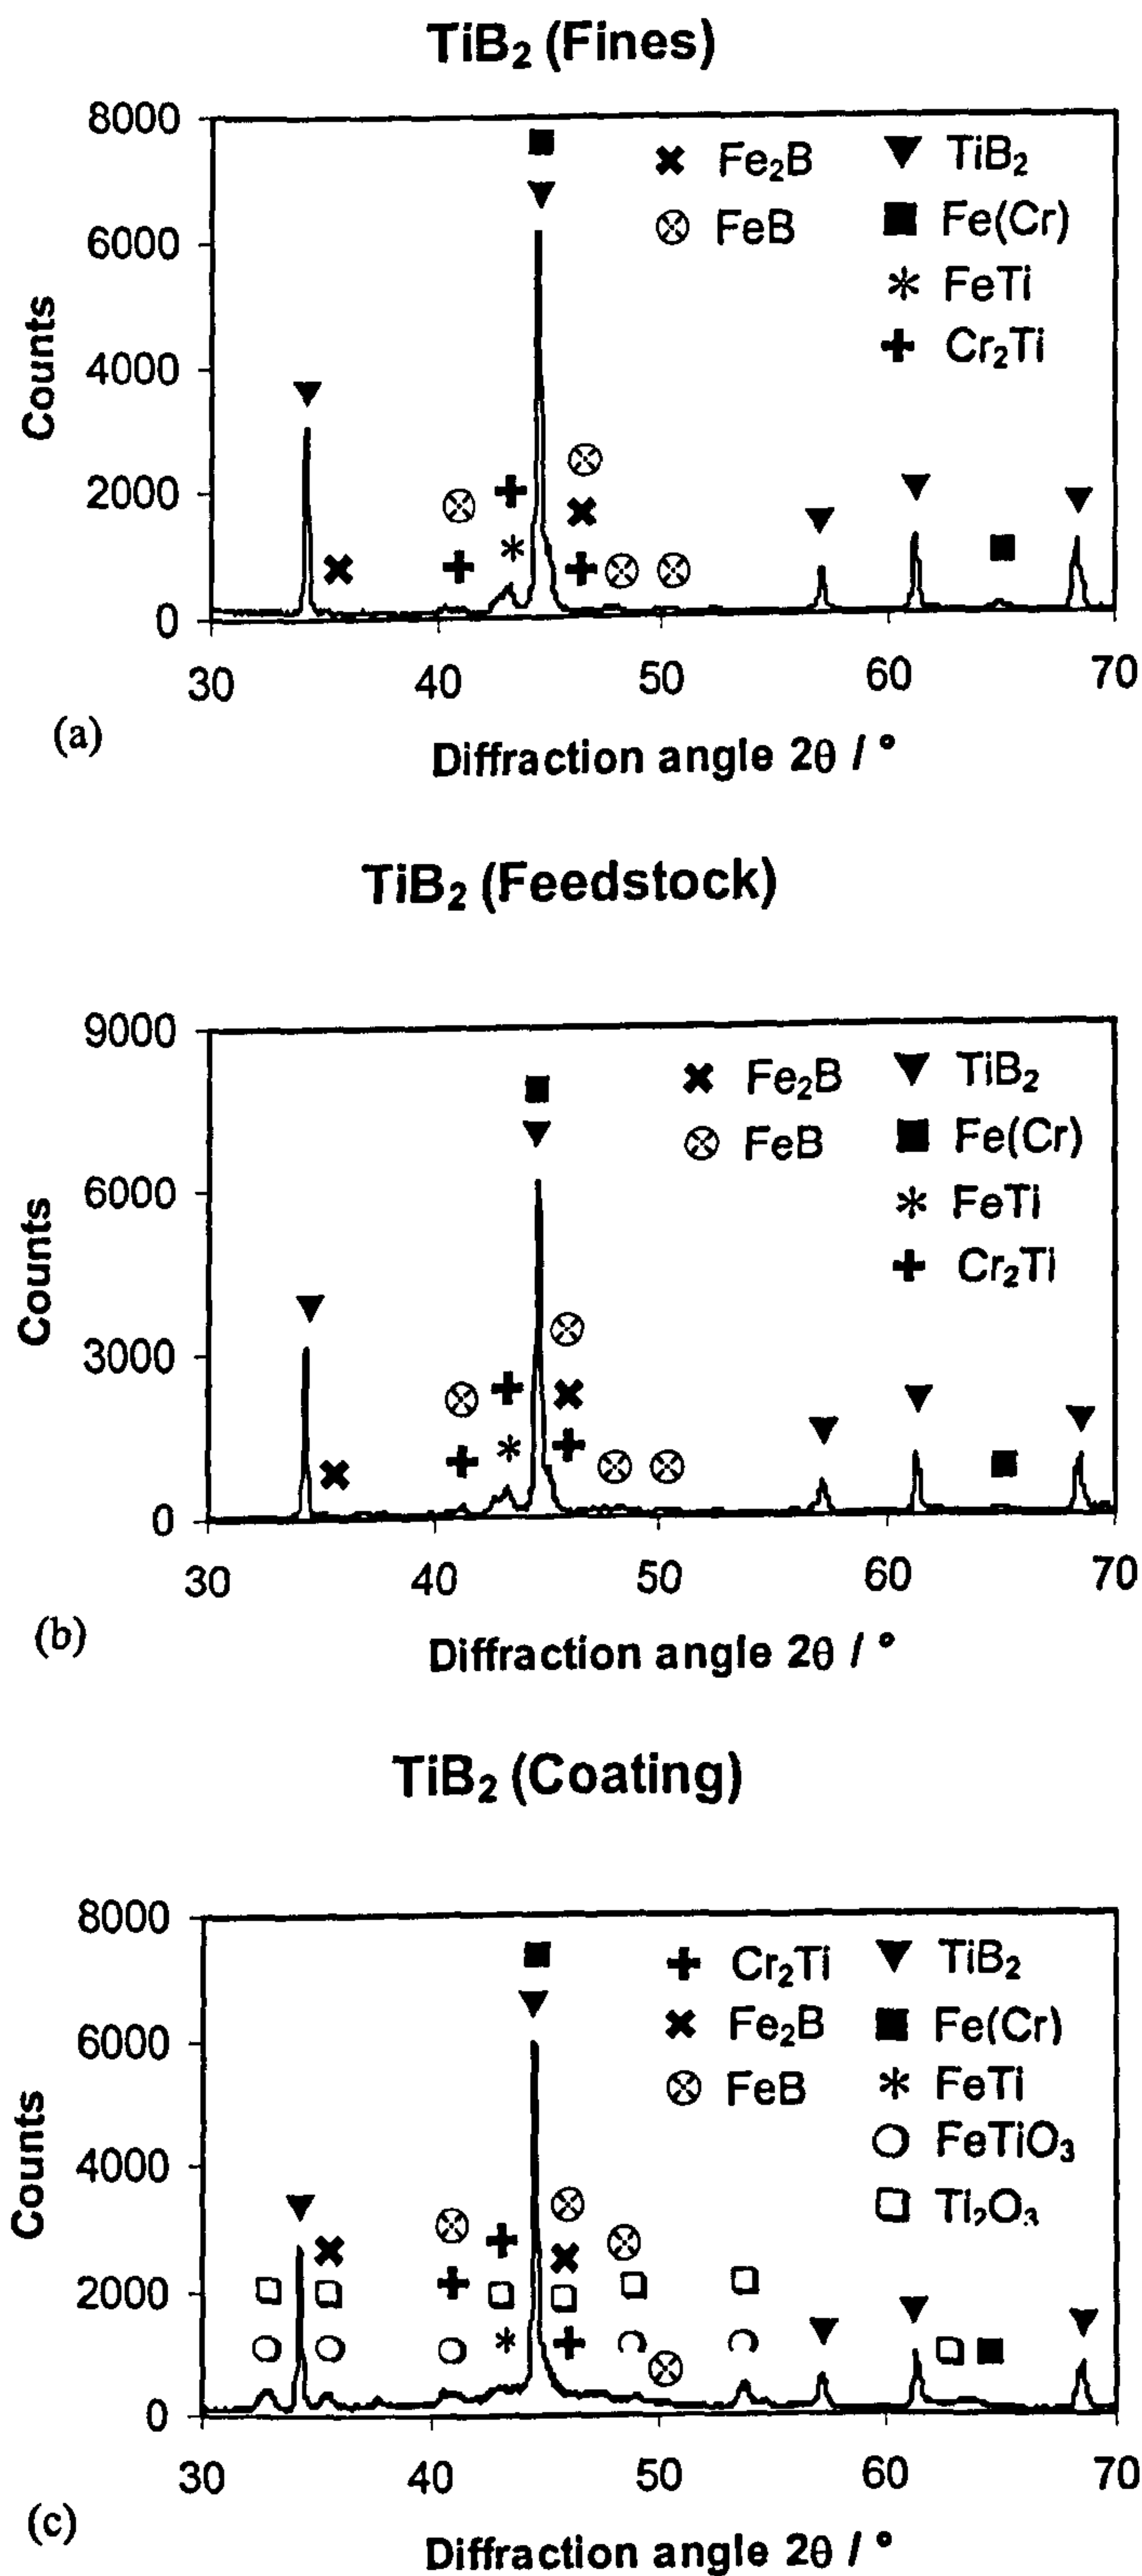 TiB₂ (Fines)
8000
6000
4000
2000
0
Counts
Fe₂B
FeB
TiB₂
Fe(Cr)
FeTi
Cr₂Ti
30 40 50 60 70
(a)
Diffraction angle 2θ / °
TiB₂ (Feedstock)
9000
6000
3000
0
Counts
Fe₂B
FeB
TiB₂
Fe(Cr)
FeTi
Cr₂Ti
30 40 50 60 70
(b)
Diffraction angle 2θ / °
TiB₂ (Coating)
8000
6000
4000
2000
0
Counts
Cr₂Ti
Fe₂B
FeB
TiB₂
Fe(Cr)
FeTi
FeTiO₃
Ti₂O₃
30 40 50 60 70
(c)
Diffraction angle 2θ / °